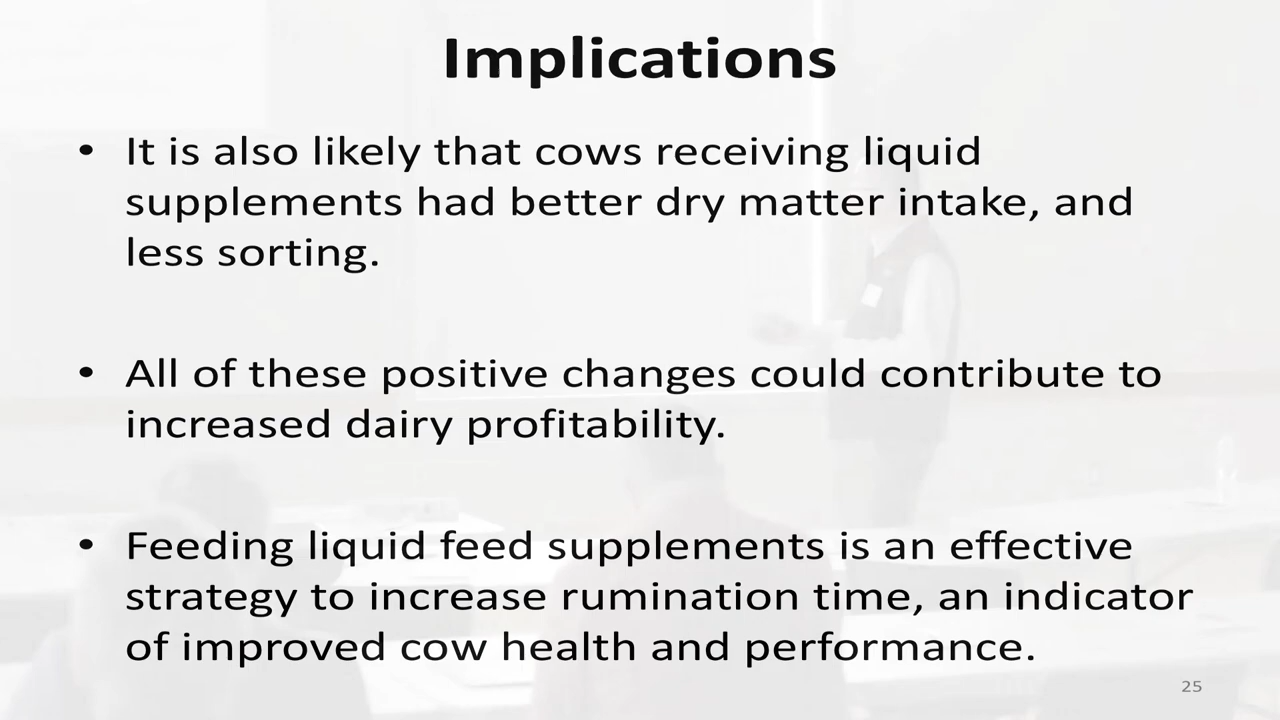 Implications
• It is also likely that cows receiving liquid
supplements had better dry matter intake, and
less sorting.
• All of these positive changes could contribute to
increased dairy profitability.
• Feeding liquid feed supplements is an effective
strategy to increase rumination time, an indicator
of improved cow health and performance.
25